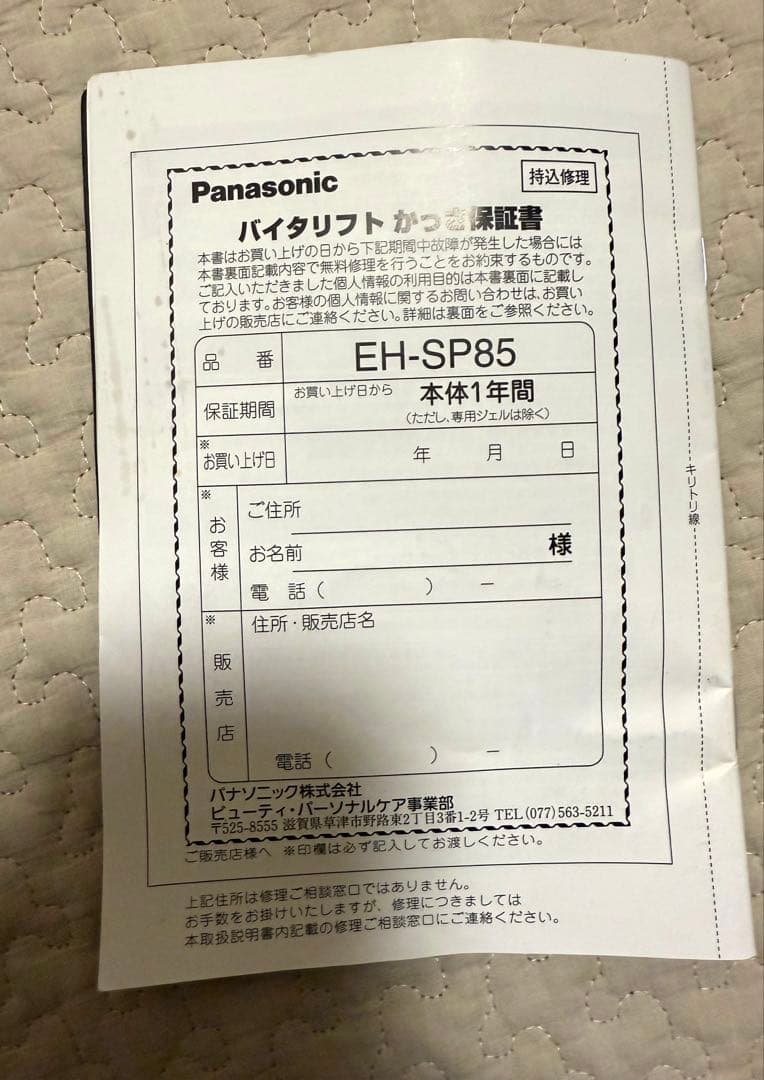 Panasonic
持込修理
バイタリフト かっさ保証書
本書はお買い上げの日から下記期間中故障が発生した場合には
本書裏面記載内容で無料修理を行うことをお約束するものです。
ご記入いただきました個人情報の利用目的は本書裏面に記載し
ております。お客様の個人情報に関するお問い合わせは、お買い
上げの販売店にご連絡ください。詳細は裏面をご参照ください。
品 番 EH-SP85
保証期間 お買い上げ日から 本体1年間
(ただし、専用ジェルは除く)
※
お買い上げ日 年 月 日
※
お客様
ご住所
お名前 様
電 話 ( ) －
※
販売店
住所・販売店名
電話 ( ) －
パナソニック株式会社
ビューティ・パーソナルケア事業部
〒525-8555 滋賀県草津市野路東2丁目3番1-2号 TEL (077) 563-5211
ご販売店様へ ※印欄は必ず記入してお渡しください。
上記住所は修理ご相談窓口ではありません。
お手数をお掛けいたしますが、修理につきましては
本取扱説明書内記載の修理ご相談窓口にご連絡ください。
キリトリ線